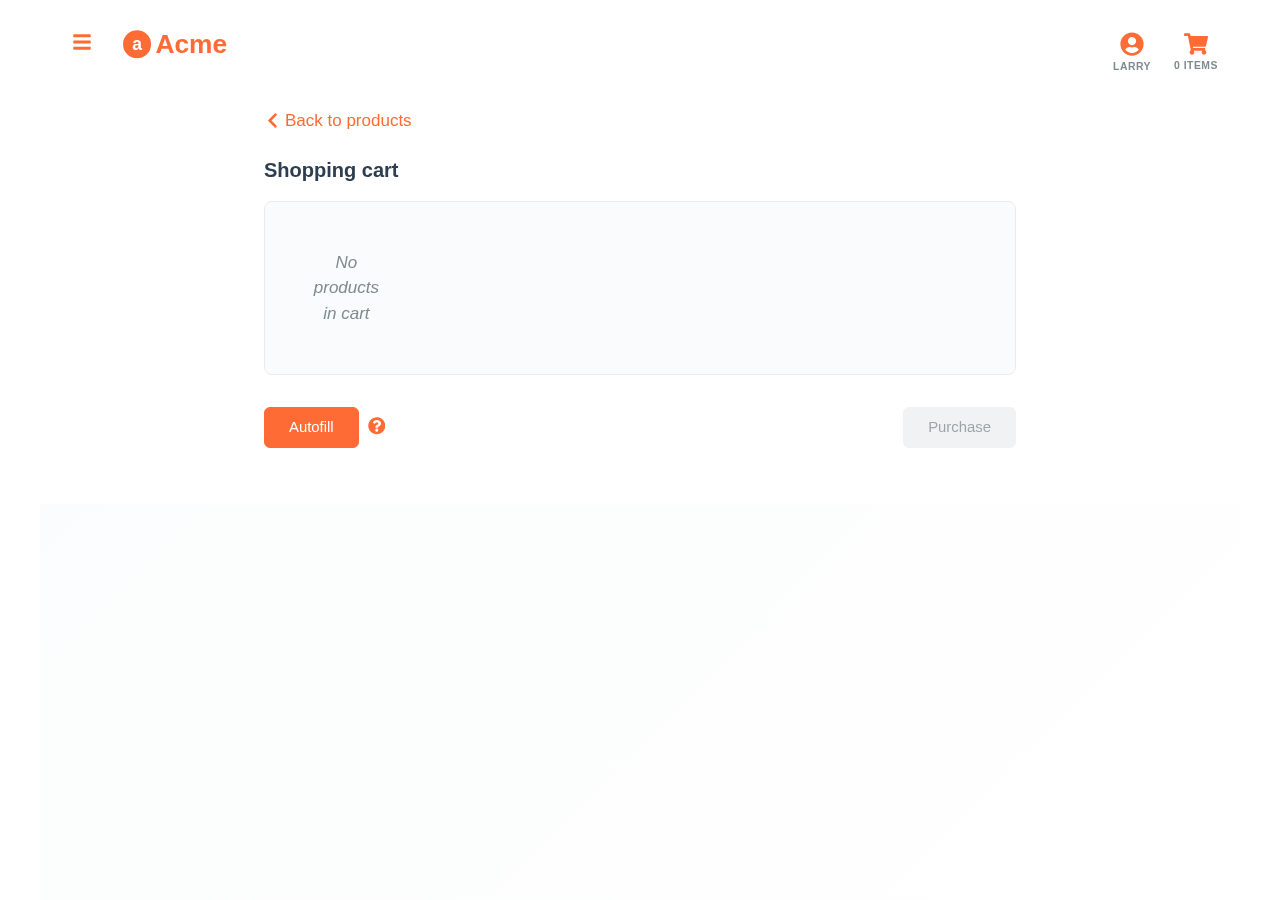 a Acme
LARRY
0 ITEMS
Back to products
Shopping cart
No
products
in cart
Autofill
Purchase